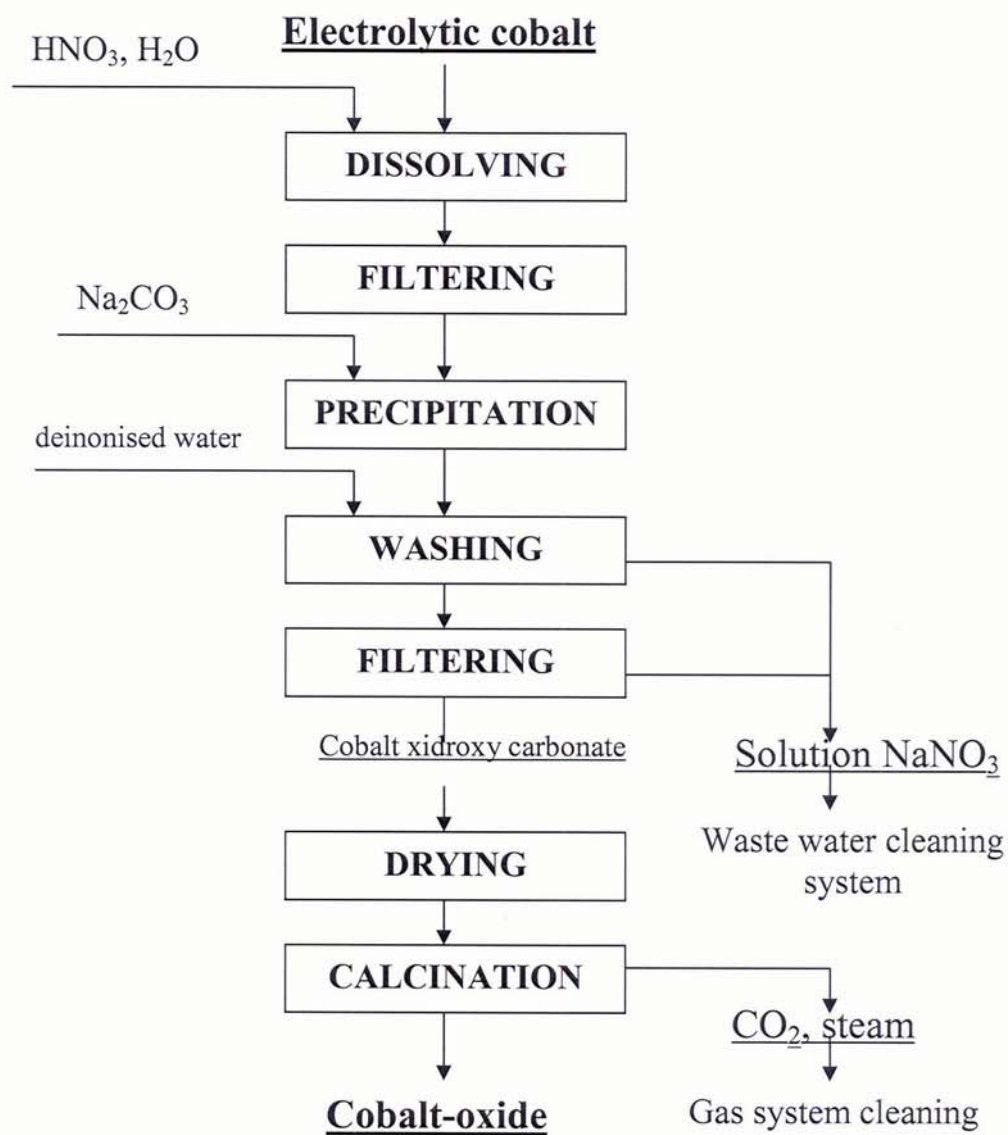 Electrolytic cobalt
HNO₃, H₂O
DISSOLVING
FILTERING
Na₂CO₃
PRECIPITATION
deinonised water
WASHING
FILTERING
Cobalt xidroxy carbonate
Solution NaNO₃
Waste water cleaning
system
DRYING
CALCINATION
CO₂, steam
Cobalt-oxide
Gas system cleaning